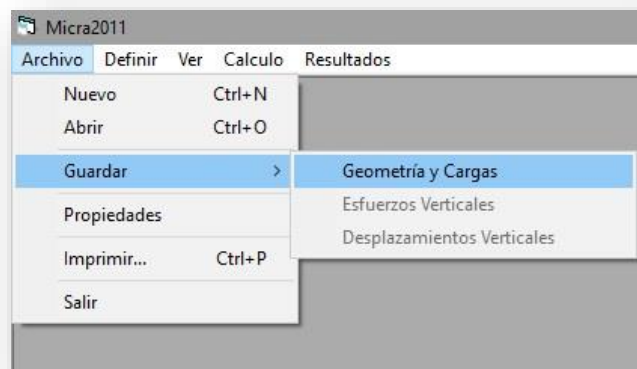 Micra2011
Archivo Definir Ver Calculo Resultados
Nuevo Ctrl+N
Abrir Ctrl+O
Guardar >
Geometría y Cargas
Esfuerzos Verticales
Desplazamientos Verticales
Propiedades
Imprimir... Ctrl+P
Salir